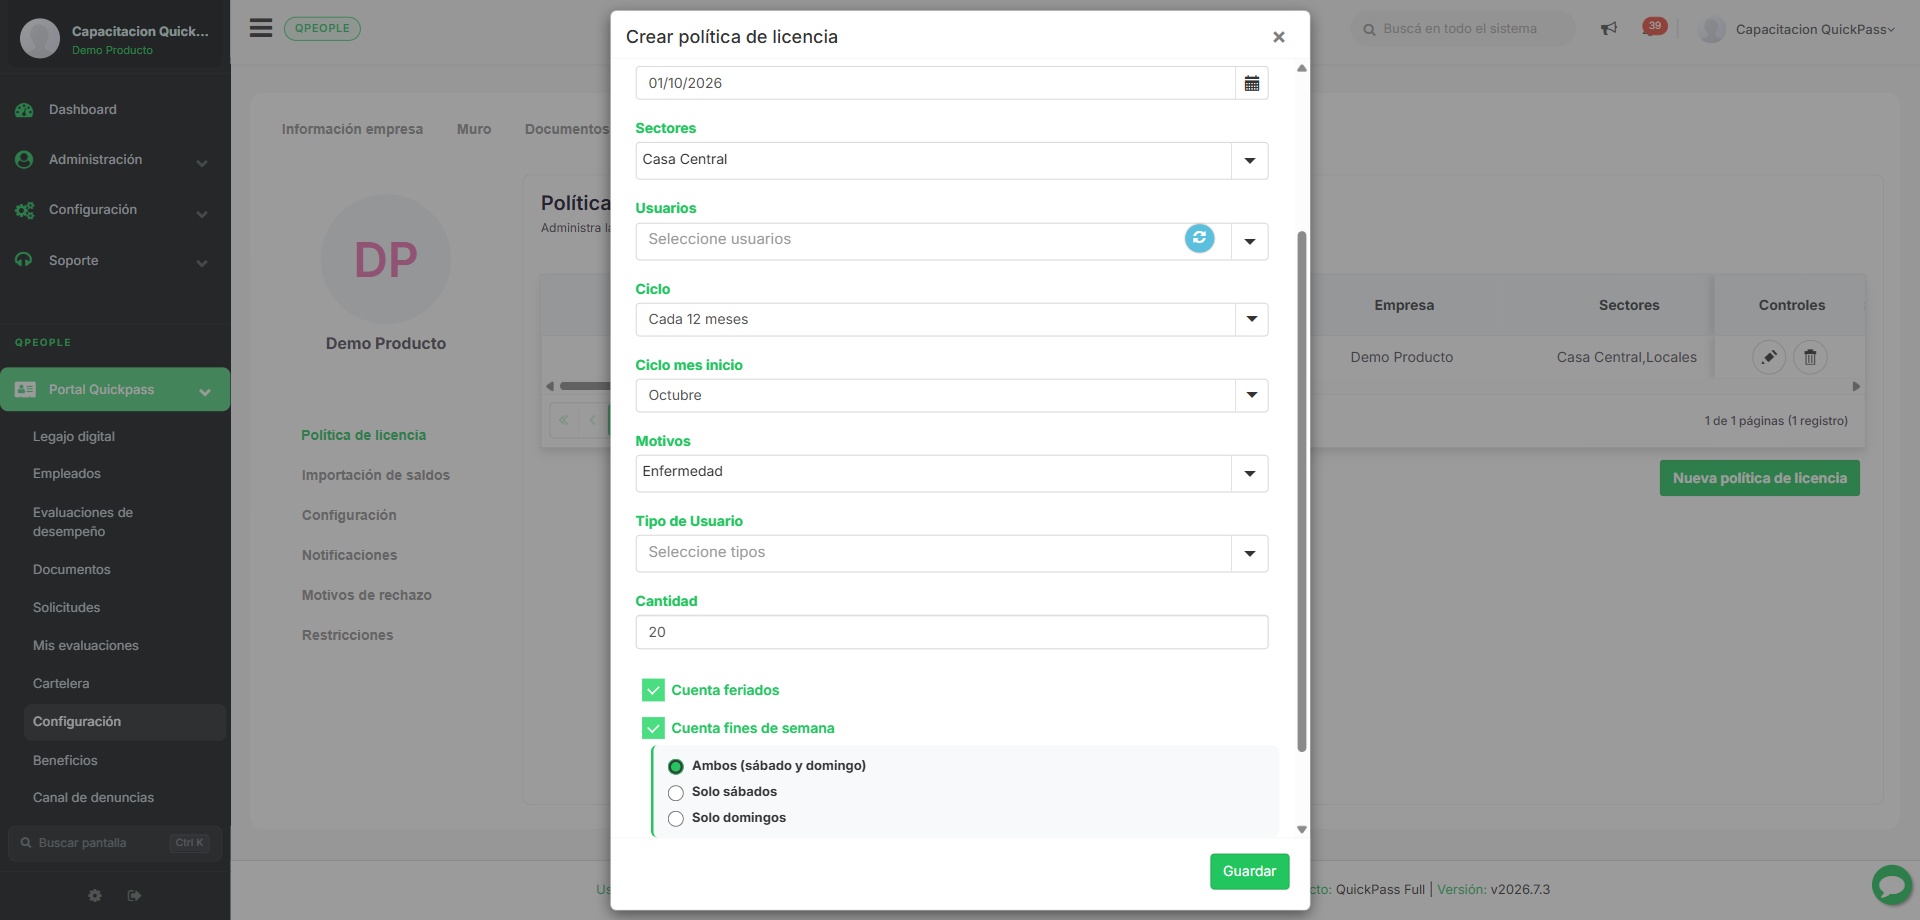 Capacitacion Quick...
Demo Producto
Dashboard
Administración
Configuración
Soporte
QPEOPLE
Portal Quickpass
Legajo digital
Empleados
Evaluaciones de
desempeño
Documentos
Solicitudes
Mis evaluaciones
Cartelera
Configuración
Beneficios
Canal de denuncias
Buscar pantalla
Ctrl K
QPEOPLE
Buscá en todo el sistema
39
Capacitacion QuickPass
Información empresa
Muro
Documentos
DP
Demo Producto
Política de licencia
Importación de saldos
Configuración
Notificaciones
Motivos de rechazo
Restricciones
Política
Administra
Empresa
Sectores
Controles
Demo Producto
Casa Central,Locales
1 de 1 páginas (1 registro)
Nueva política de licencia
Crear política de licencia
01/10/2026
Sectores
Casa Central
Usuarios
Seleccione usuarios
Ciclo
Cada 12 meses
Ciclo mes inicio
Octubre
Motivos
Enfermedad
Tipo de Usuario
Seleccione tipos
Cantidad
20
Cuenta feriados
Cuenta fines de semana
Ambos (sábado y domingo)
Solo sábados
Solo domingos
Guardar
Us
cto: QuickPass Full | Versión: v2026.7.3